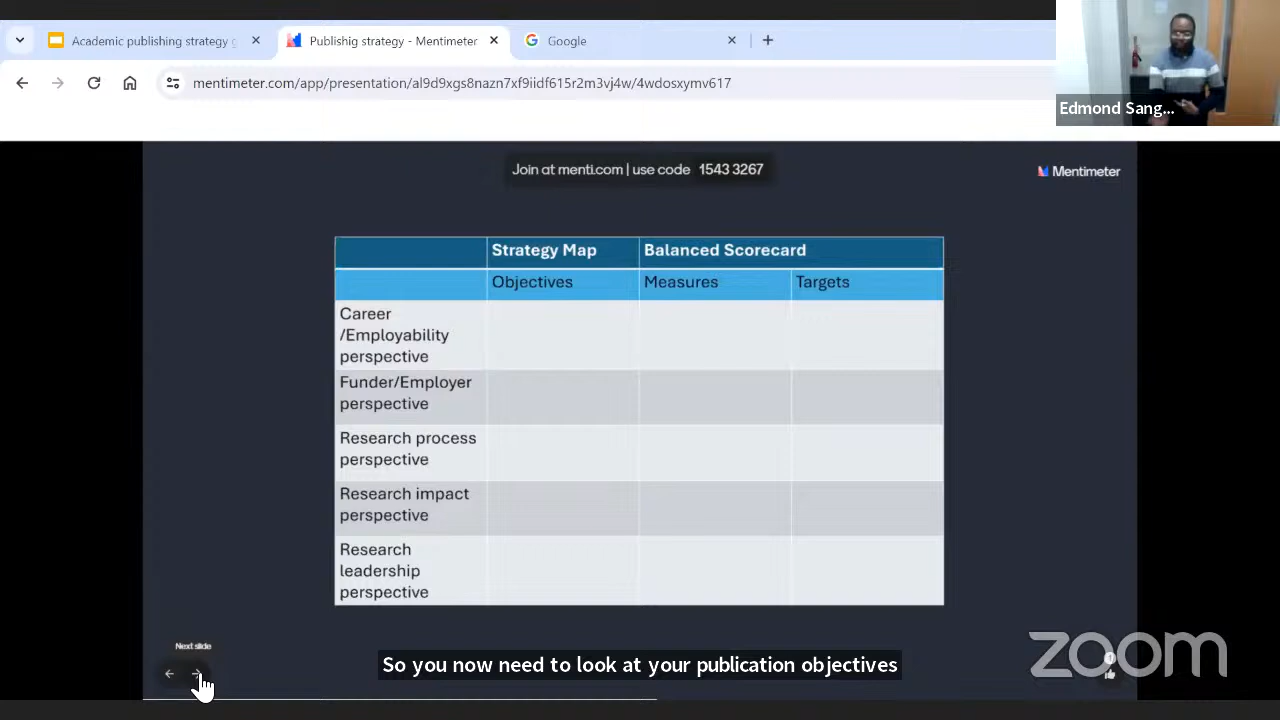 Academic publishing strategy g
Publishig strategy - Mentimeter
Google
mentimeter.com/app/presentation/al9d9xgs8nazn7xf9iidf615r2m3vj4w/4wdosxymv617
Edmond Sang...
Join at menti.com | use code 1543 3267
Mentimeter
Strategy Map
Balanced Scorecard
Objectives
Measures
Targets
Career
/Employability
perspective
Funder/Employer
perspective
Research process
perspective
Research impact
perspective
Research
leadership
perspective
Next slide
So you now need to look at your publication objectives
zoom